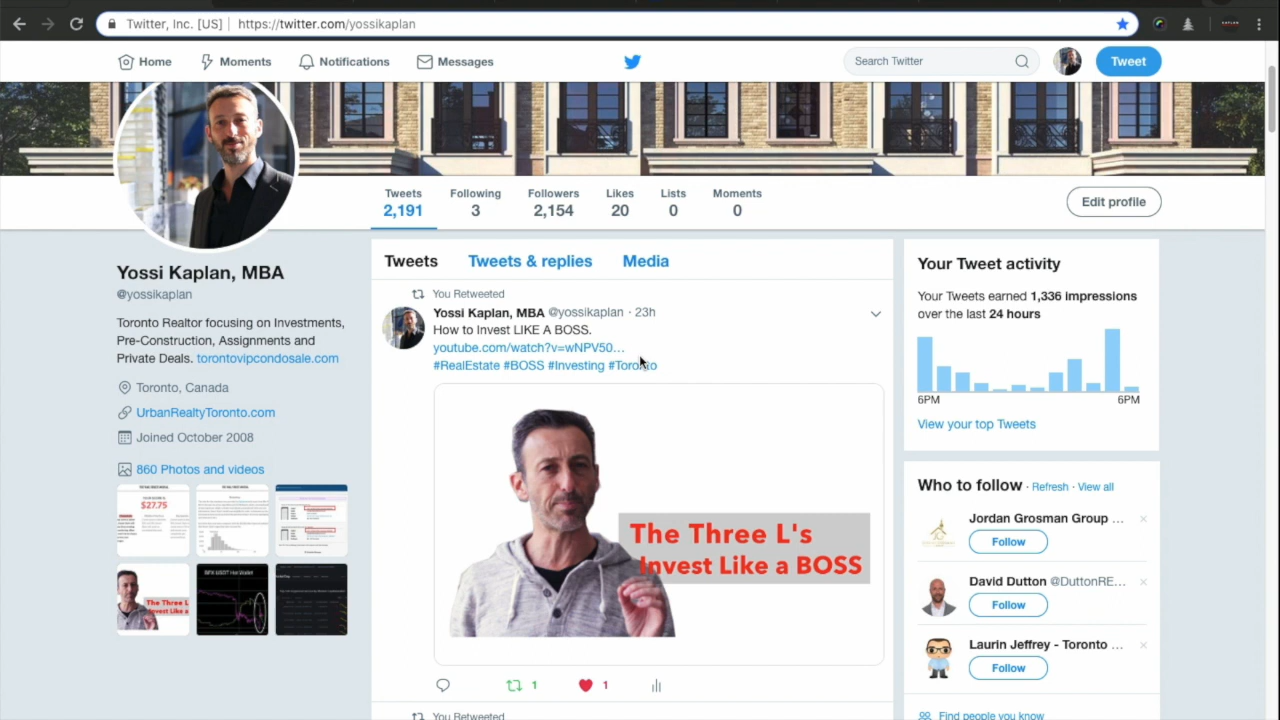 Twitter, Inc. [US] | https://twitter.com/yossikaplan
Home Moments Notifications Messages Search Twitter Tweet
Tweets Following Followers Likes Lists Moments
2,191 3 2,154 20 0 0
Edit profile
Yossi Kaplan, MBA
@yossikaplan
Toronto Realtor focusing on Investments,
Pre-Construction, Assignments and
Private Deals. torontovipcondosale.com
Toronto, Canada
UrbanRealtyToronto.com
Joined October 2008
860 Photos and videos
$27.75
The Three L
Tweets Tweets & replies Media
You Retweeted
Yossi Kaplan, MBA @yossikaplan · 23h
How to Invest LIKE A BOSS.
youtube.com/watch?v=wNPV50…
#RealEstate #BOSS #Investing #Toronto
The Three L's
Invest Like a BOSS
1 1
You Retweeted
Your Tweet activity
Your Tweets earned 1,336 impressions
over the last 24 hours
6PM 6PM
View your top Tweets
Who to follow · Refresh · View all
Jordan Grosman Group ...
Follow
David Dutton @DuttonRE...
Follow
Laurin Jeffrey - Toronto ...
Follow
Find people you know